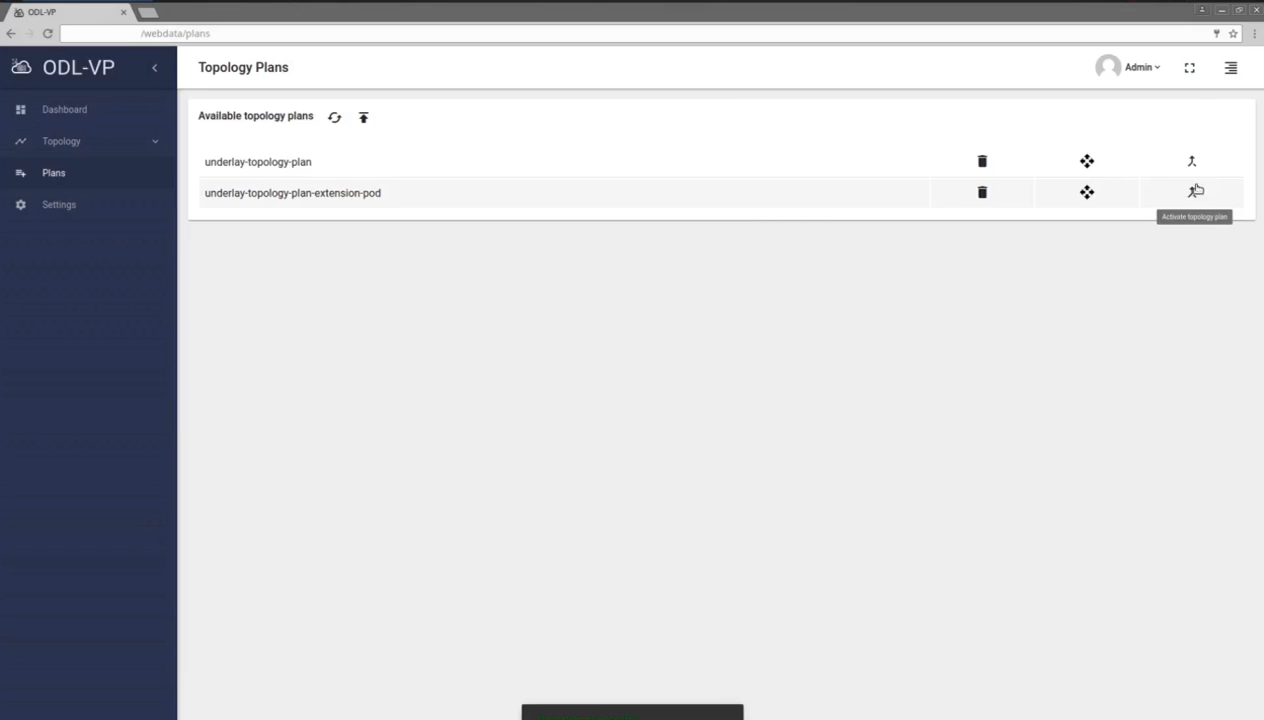 ODL-VP
/webdata/plans
ODL-VP
Topology Plans
Admin
Dashboard
Topology
Plans
Settings
Available topology plans
underlay-topology-plan
underlay-topology-plan-extension-pod
Activate topology plan